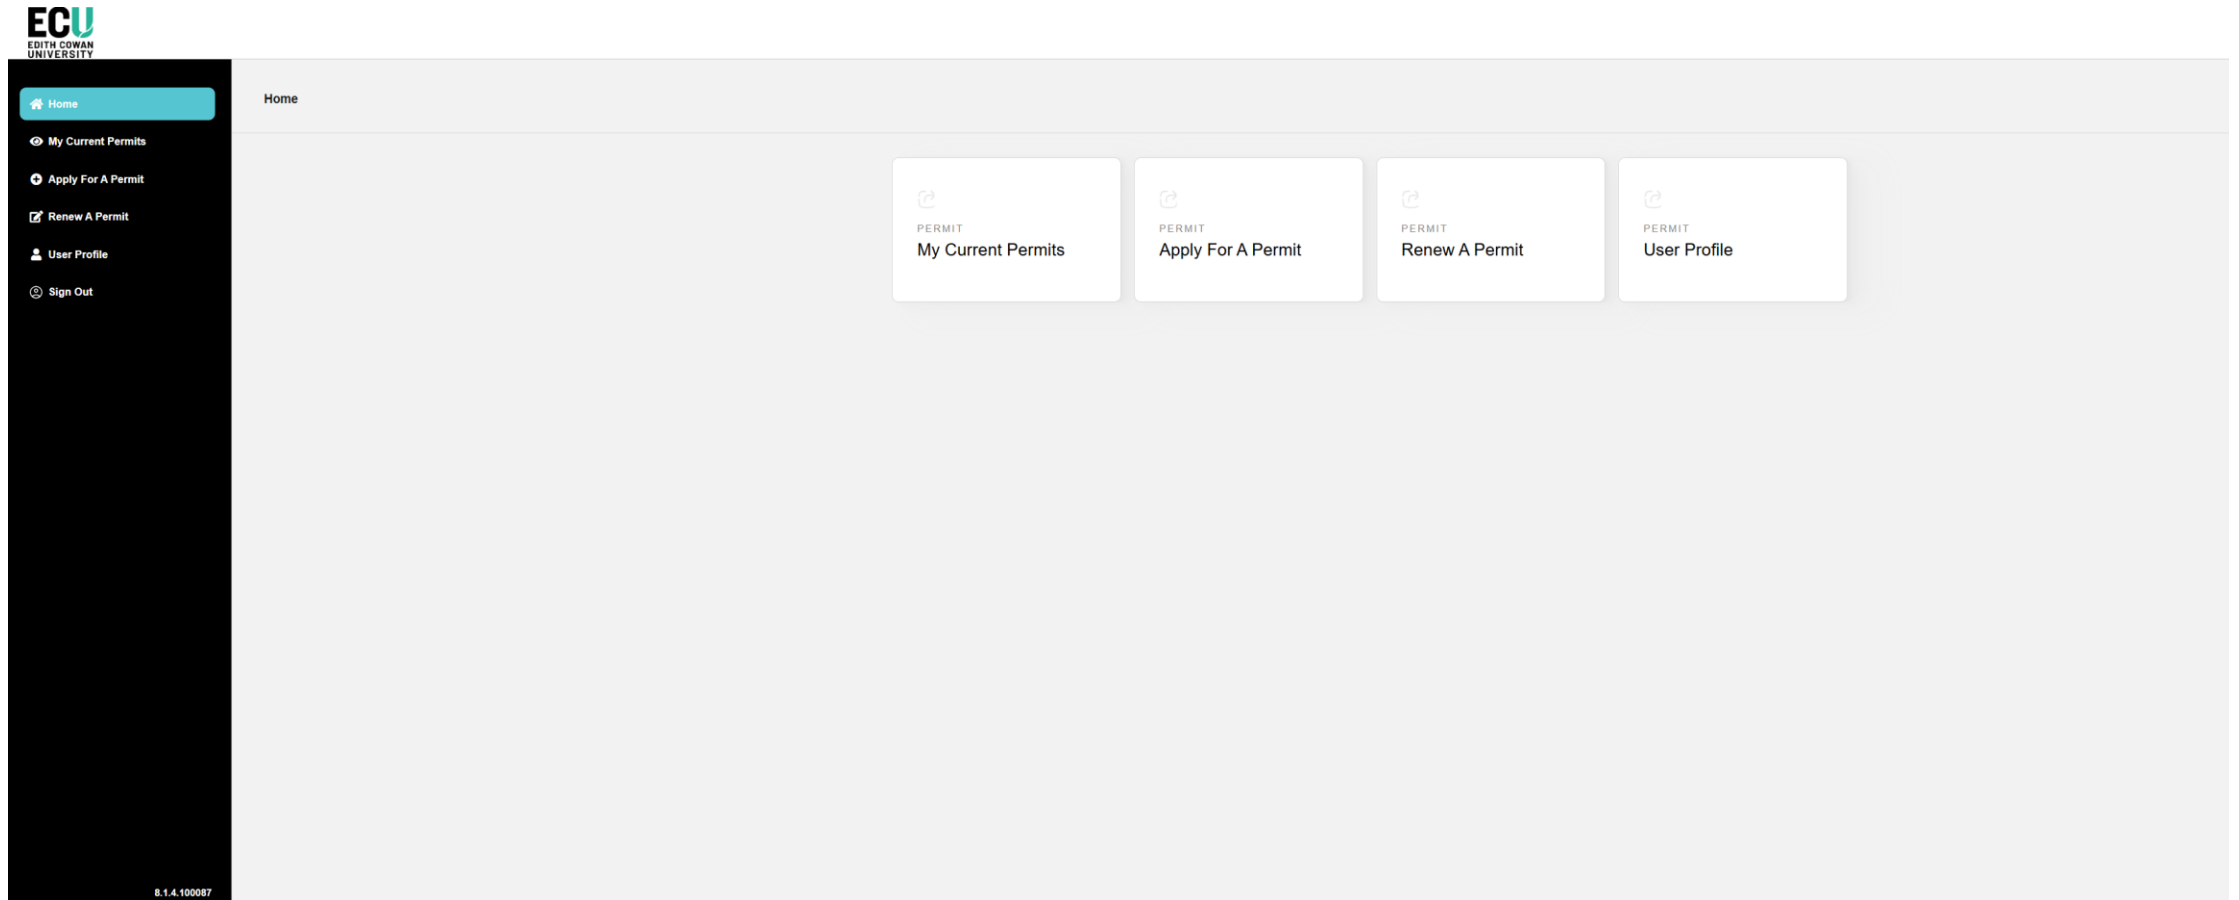 ECU
EDITH COWAN
UNIVERSITY
Home
My Current Permits
Apply For A Permit
Renew A Permit
User Profile
Sign Out
8.1.4.100087
Home
PERMIT
My Current Permits
PERMIT
Apply For A Permit
PERMIT
Renew A Permit
PERMIT
User Profile